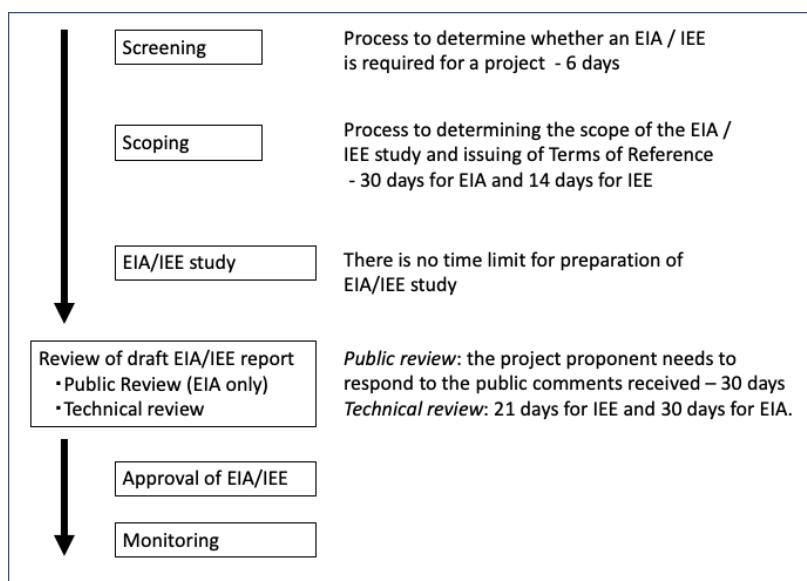 Screening
Process to determine whether an EIA / IEE
is required for a project - 6 days
Scoping
Process to determining the scope of the EIA /
IEE study and issuing of Terms of Reference
- 30 days for EIA and 14 days for IEE
EIA/IEE study
There is no time limit for preparation of
EIA/IEE study
Review of draft EIA/IEE report
・Public Review (EIA only)
・Technical review
Public review: the project proponent needs to
respond to the public comments received – 30 days
Technical review: 21 days for IEE and 30 days for EIA.
Approval of EIA/IEE
Monitoring